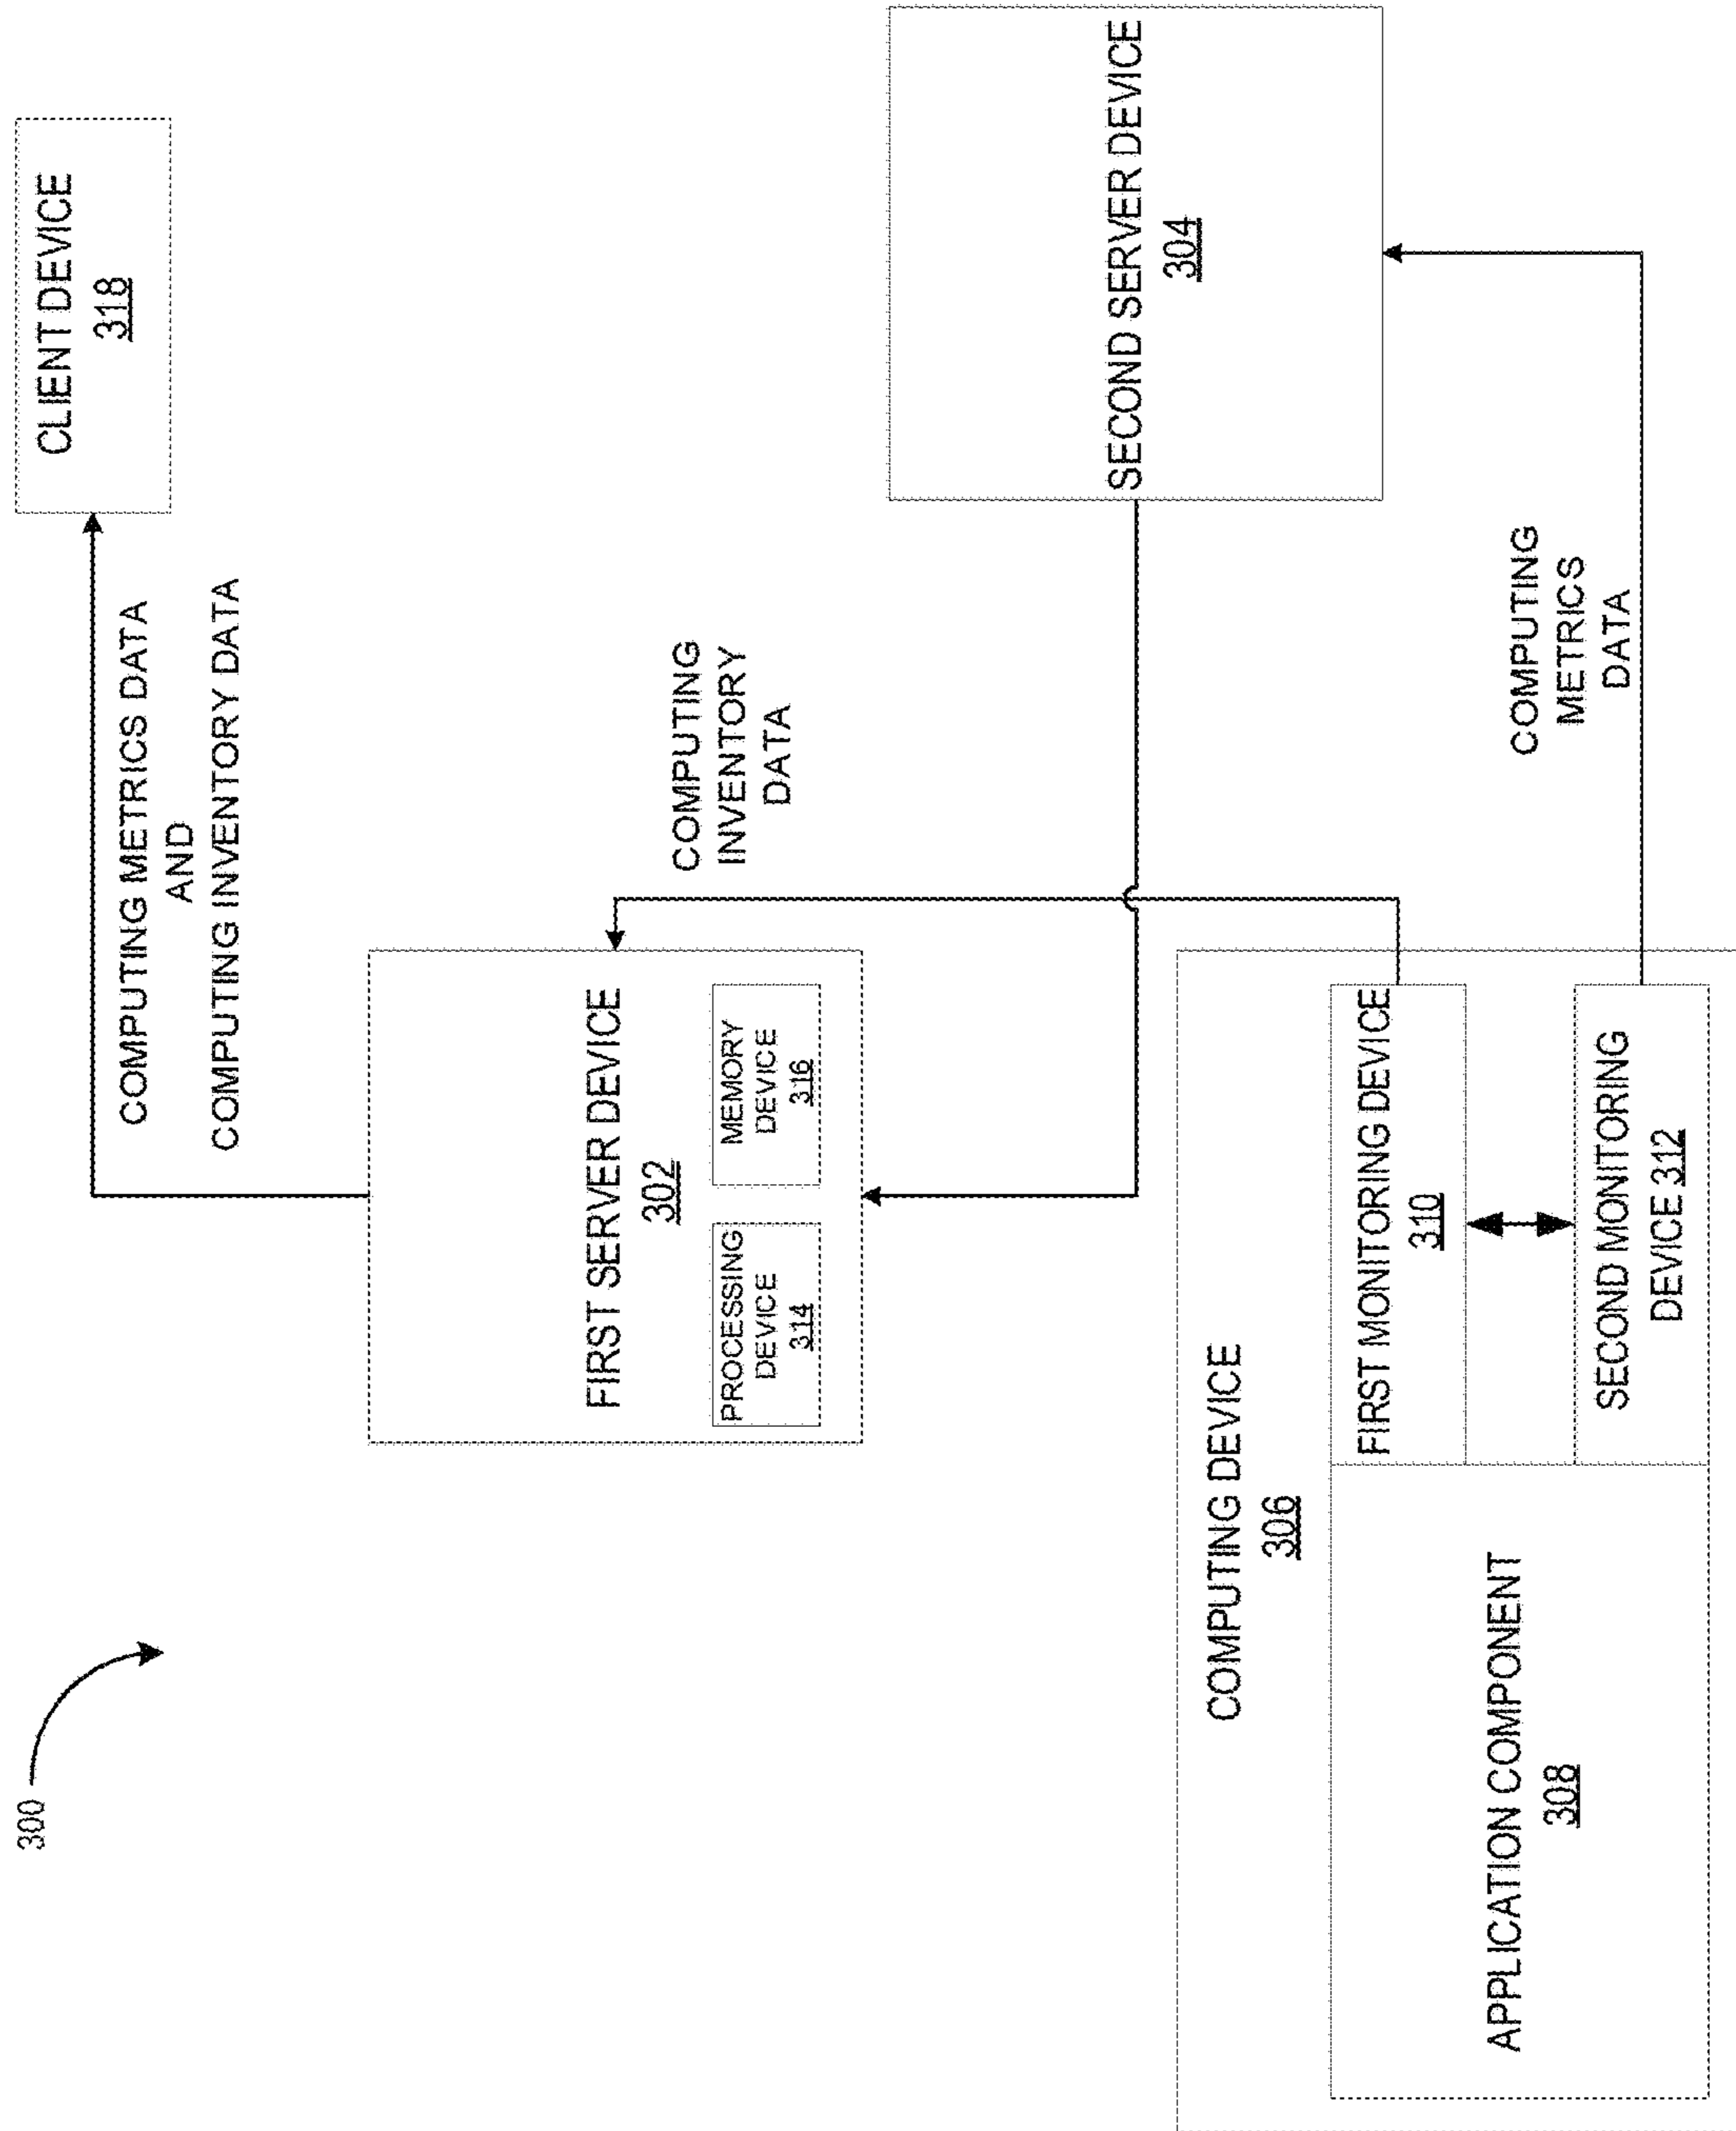 300
CLIENT DEVICE
318
COMPUTING METRICS DATA
AND
COMPUTING INVENTORY DATA
FIRST SERVER DEVICE
302
PROCESSING
DEVICE
314
MEMORY
DEVICE
316
COMPUTING
INVENTORY
DATA
SECOND SERVER DEVICE
304
COMPUTING DEVICE
306
APPLICATION COMPONENT
308
FIRST MONITORING DEVICE
310
SECOND MONITORING
DEVICE 312
COMPUTING
METRICS
DATA